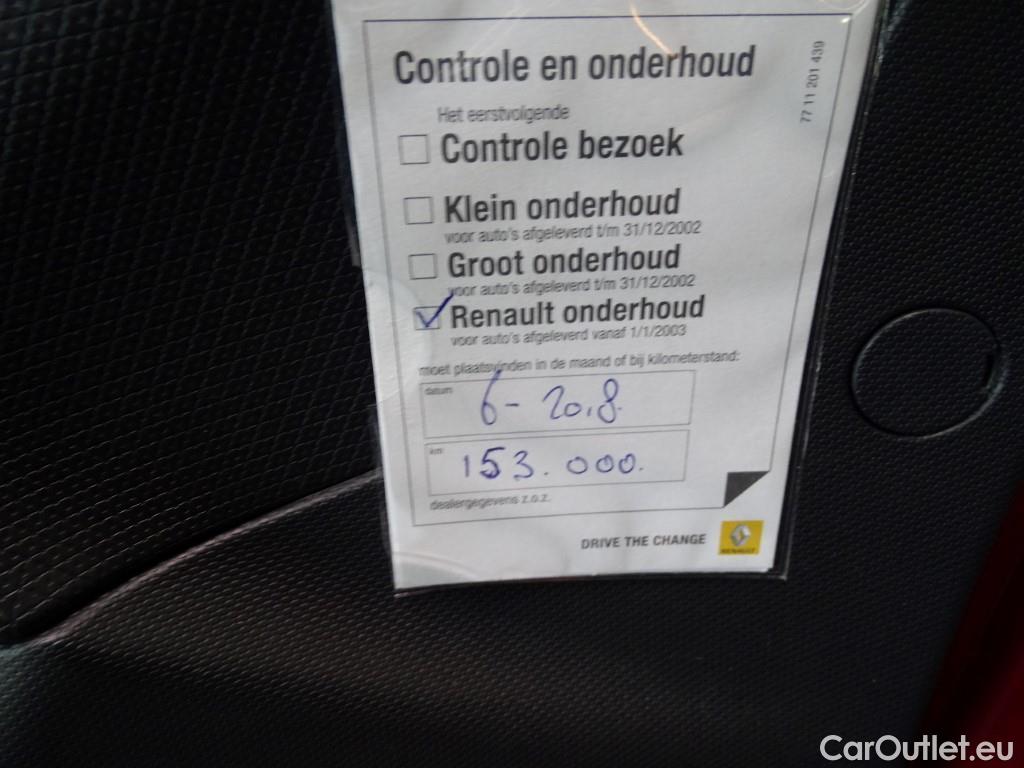 Controle en onderhoud
77 11 201 439
Het eerstvolgende
Controle bezoek
Klein onderhoud
voor auto's afgeleverd t/m 31/12/2002
Groot onderhoud
voor auto's afgeleverd t/m 31/12/2002
Renault onderhoud
voor auto's afgeleverd vanaf 1/1/2003
moet plaatsvinden in de maand of bij kilometerstand:
datum
6-2018
km
153.000.
dealergegevens z.o.z.
DRIVE THE CHANGE
RENAULT
CarOutlet.eu